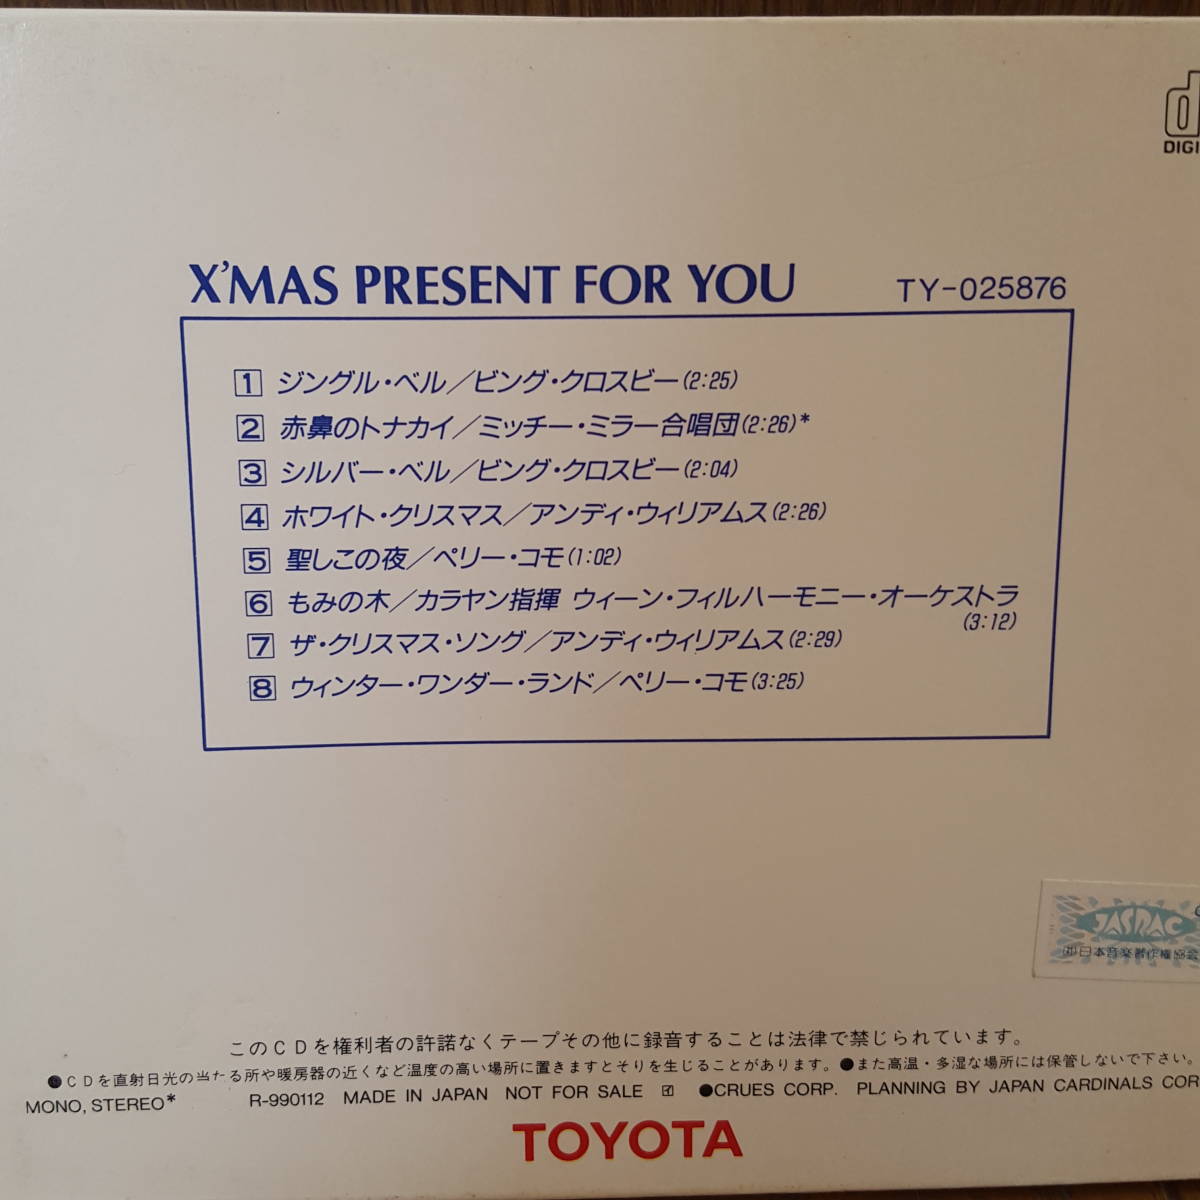 DIGI
X'MAS PRESENT FOR YOU TY-025876
1 ジングル・ベル/ビング・クロスビー(2:25)
2 赤鼻のトナカイ/ミッチー・ミラー合唱団(2:26)*
3 シルバー・ベル/ビング・クロスビー(2:04)
4 ホワイト・クリスマス/アンディ・ウィリアムス(2:26)
5 聖しこの夜/ペリー・コモ(1:02)
6 もみの木/カラヤン指揮 ウィーン・フィルハーモニー・オーケストラ
(3:12)
7 ザ・クリスマス・ソング/アンディ・ウィリアムス(2:29)
8 ウィンター・ワンダー・ランド/ペリー・コモ(3:25)
JASRAC
このCDを権利者の許諾なくテープその他に録音することは法律で禁じられています。
●CDを直射日光の当たる所や暖房器の近くなど温度の高い場所に置きますとそりを生じることがあります。●また高温・多湿な場所には保管しないで下さい。
MONO, STEREO* R-990112 MADE IN JAPAN NOT FOR SALE ●CRUES CORP. PLANNING BY JAPAN CARDINALS COR
TOYOTA